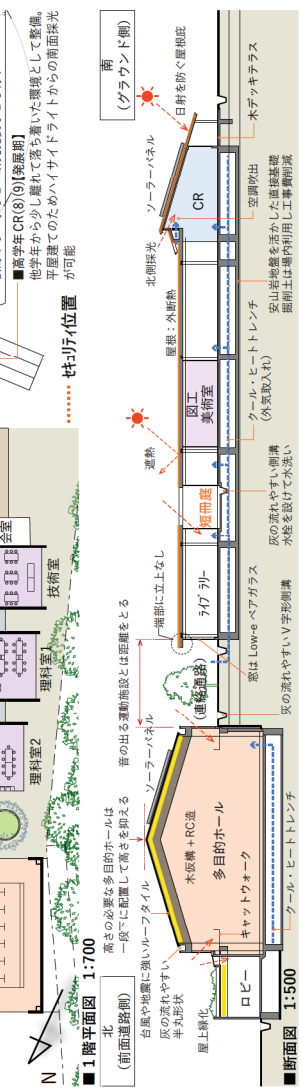 ■高学年CR(8)(9)【発展期】
他学年から少し離れて落ち着いた環境として整備。
平屋建てのためハイサイドライトからの南面採光
が可能
セキュリティ位置
会室
技術室
理科室1
理科室2
N
■1階平面図 1:700
北
(前面道路側)
高さの必要な多目的ホールは
一段下に配置して高さを抑える
台風や地震に強いルーフタイル
灰の流れやすい
半丸形状
屋上緑化
ソーラーパネル
音の出る運動施設とは距離をとる
端部に立上なし
遮熱
屋根:外断熱
北側採光
ソーラーパネル
日射を防ぐ屋根庇
南
(グラウンド側)
ロビー
木仮構+RC造
多目的ホール
キャットウォーク
(連絡通路)
ライブラリー
短冊庭
図工
美術室
CR
クール・ヒートトレンチ
灰の流れやすいV字形側溝
窓はLow-eペアガラス
灰の流れやすい側溝
水栓を設けて水洗い
クール・ヒートトレンチ
(外気取入れ)
安山岩地盤を活かした直接基礎
掘削土は場内利用し工事費削減
空調吹出
木デッキテラス
■断面図 1:500